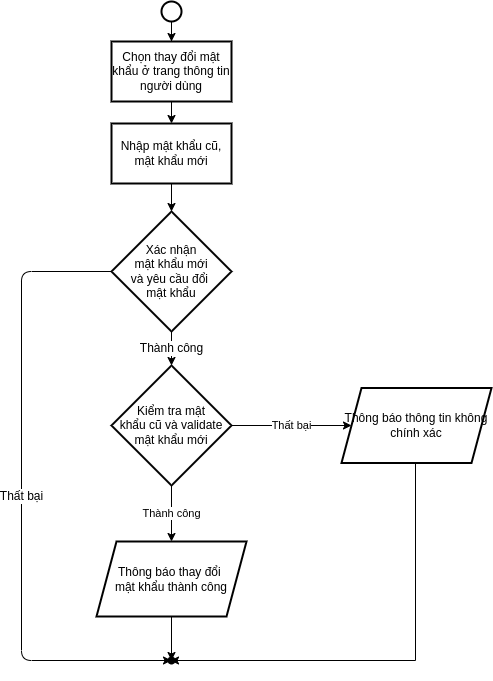 Chọn thay đổi mật
khẩu ở trang thông tin
người dùng
Nhập mật khẩu cũ,
mật khẩu mới
Xác nhận
mật khẩu mới
và yêu cầu đổi
mật khẩu
Thành công
Kiểm tra mật
khẩu cũ và validate
mật khẩu mới
Thất bại
Thông báo thông tin không
chính xác
Thất bại
Thành công
Thông báo thay đổi
mật khẩu thành công